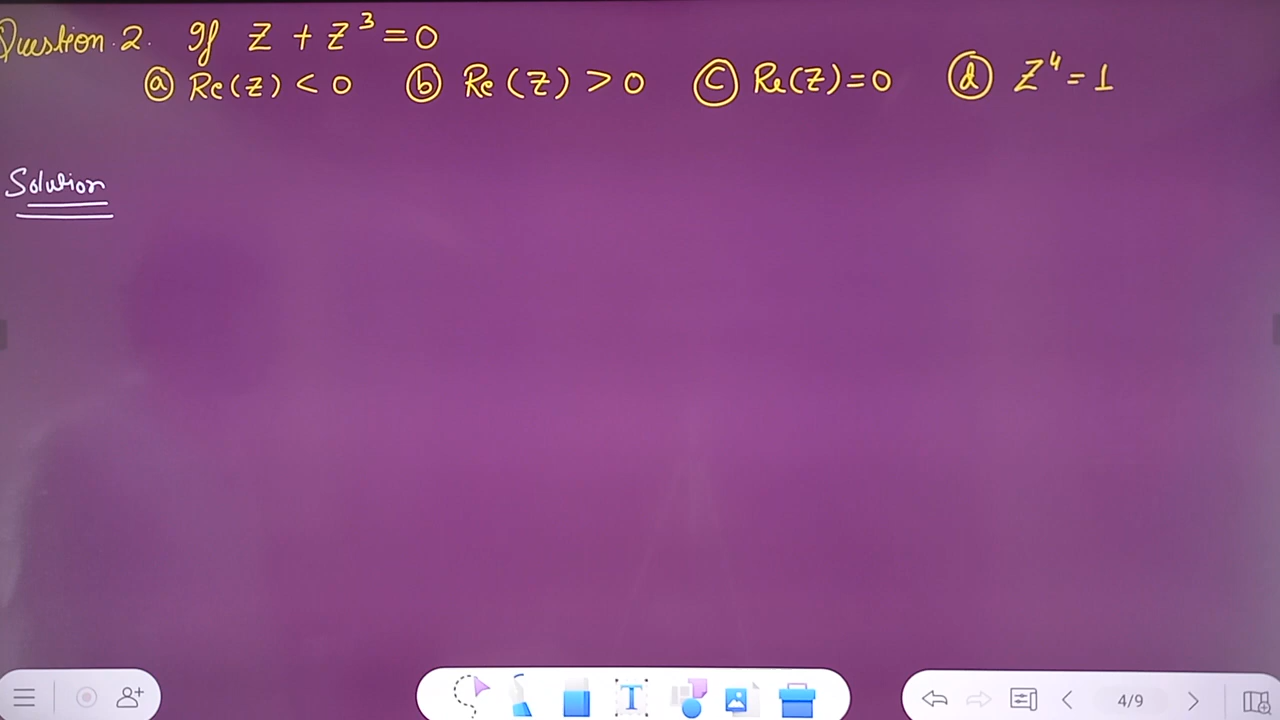 Question.2. If z + z³ = 0
ⓐ Re(z) < 0 ⓑ Re(z) > 0 ⓒ Re(z)=0 ⓓ z⁴ = 1
Solution
T
4/9